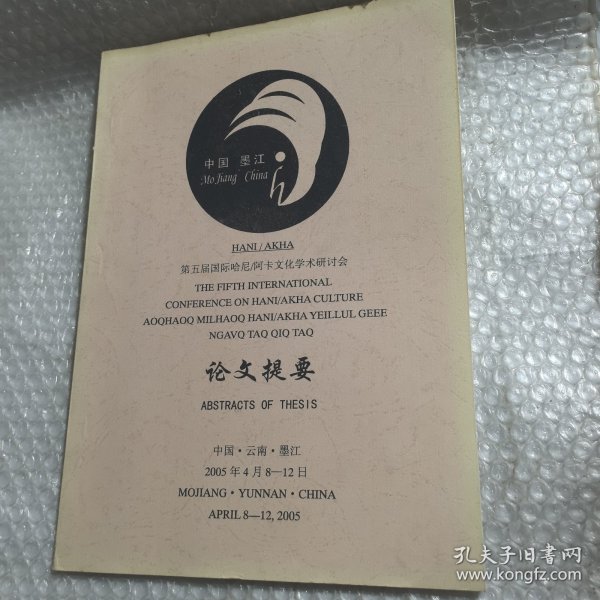 中国 墨江
MoJiang China
h
HANI / AKHA
第五届国际哈尼/阿卡文化学术研讨会
THE FIFTH INTERNATIONAL
CONFERENCE ON HANI/AKHA CULTURE
AOQHAOQ MILHAOQ HANI/AKHA YEILLUL GEEE
NGAVQ TAQ QIQ TAQ
论文提要
ABSTRACTS OF THESIS
中国·云南·墨江
2005年4月8—12日
MOJIANG·YUNNAN·CHINA
APRIL 8—12, 2005
孔夫子旧书网
www.kongfz.com